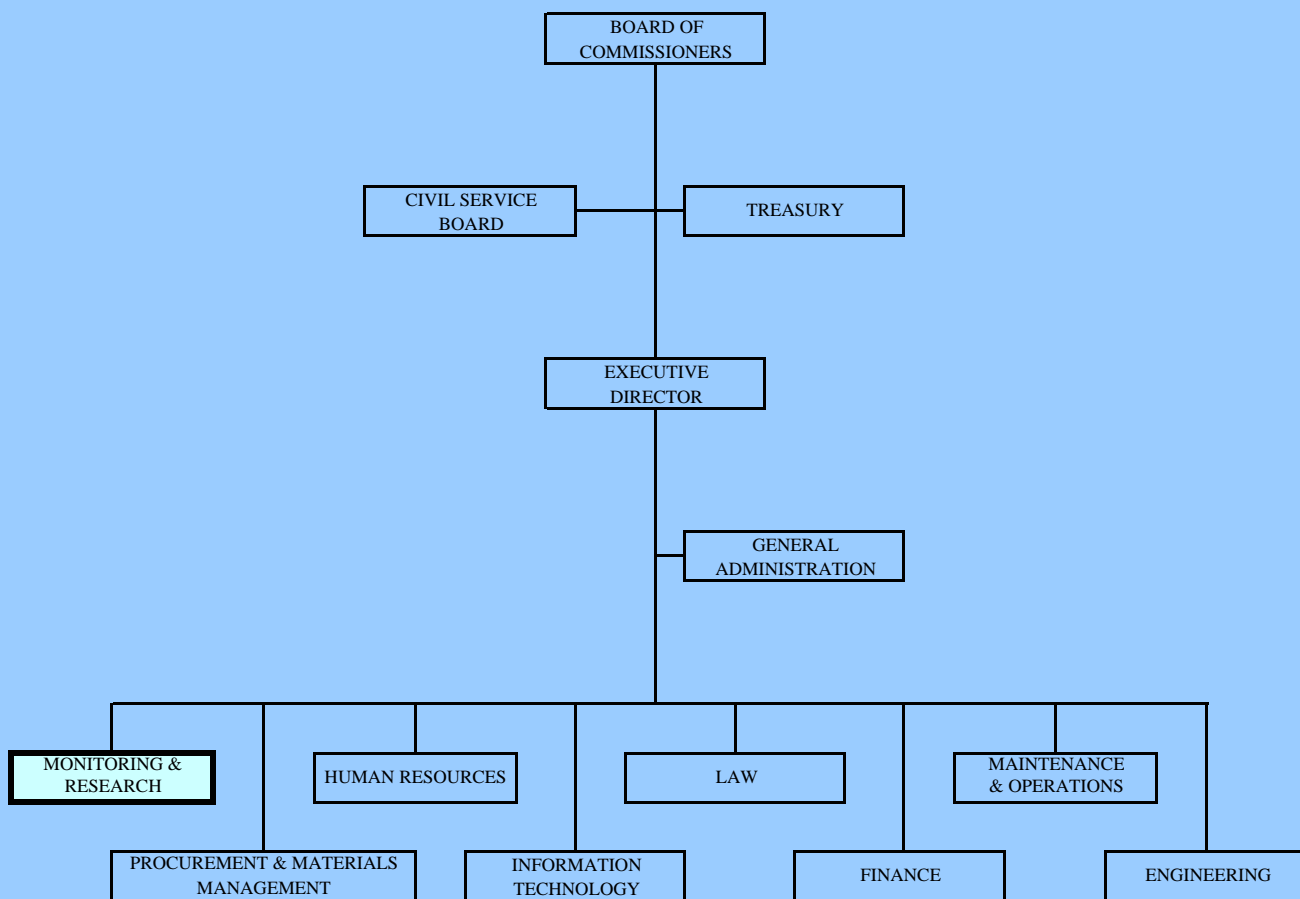 BOARD OF
COMMISSIONERS
CIVIL SERVICE
BOARD
TREASURY
EXECUTIVE
DIRECTOR
GENERAL
ADMINISTRATION
MONITORING &
RESEARCH
HUMAN RESOURCES
LAW
MAINTENANCE
& OPERATIONS
PROCUREMENT & MATERIALS
MANAGEMENT
INFORMATION
TECHNOLOGY
FINANCE
ENGINEERING